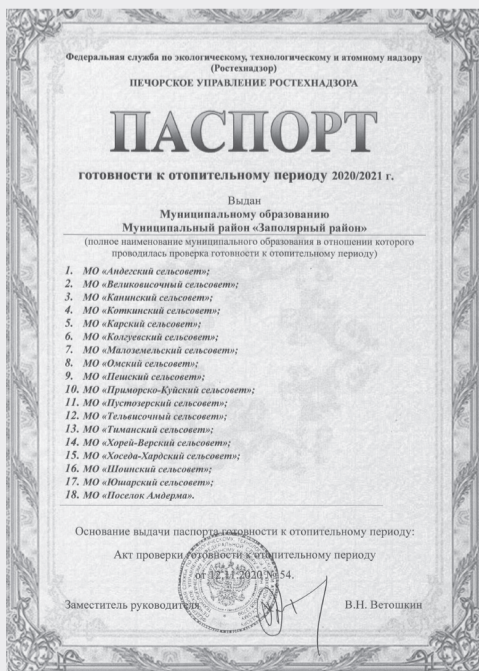 Федеральная служба по экологическому, технологическому и атомному надзору
(Ростехнадзор)
ПЕЧОРСКОЕ УПРАВЛЕНИЕ РОСТЕХНАДЗОРА
ПАСПОРТ
готовности к отопительному периоду 2020/2021 г.
Выдан
Муниципальному образованию
Муниципальный район «Заполярный район»
(полное наименование муниципального образования в отношении которого
проводилась проверка готовности к отопительному периоду)
1. МО «Андегский сельсовет»;
2. МО «Великовисочный сельсовет»;
3. МО «Канинский сельсовет»;
4. МО «Коткинский сельсовет»;
5. МО «Карский сельсовет»;
6. МО «Колгуевский сельсовет»;
7. МО «Малоземельский сельсовет»;
8. МО «Омский сельсовет»;
9. МО «Пешский сельсовет»;
10. МО «Приморско-Куйский сельсовет»;
11. МО «Пустозерский сельсовет»;
12. МО «Тельвисочный сельсовет»;
13. МО «Тиманский сельсовет»;
14. МО «Хорей-Верский сельсовет»;
15. МО «Хоседа-Хардский сельсовет»;
16. МО «Шоинский сельсовет»;
17. МО «Юшарский сельсовет»;
18. МО «Поселок Амдерма».
Основание выдачи паспорта готовности к отопительному периоду:
Акт проверки готовности к отопительному периоду
от 12.11.2020 № 54.
Заместитель руководителя В.Н. Ветошкин